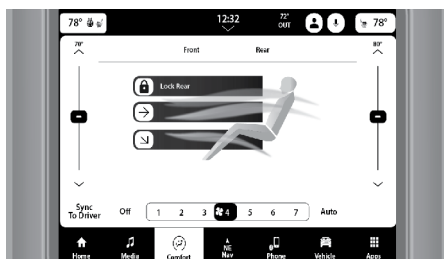 78° 12:32 72° OUT 78°
70° Front Rear 80°
Lock Rear
Sync
To Driver Off 1 2 3 4 5 6 7 Auto
Home Media Comfort NE Nav Phone Vehicle Apps